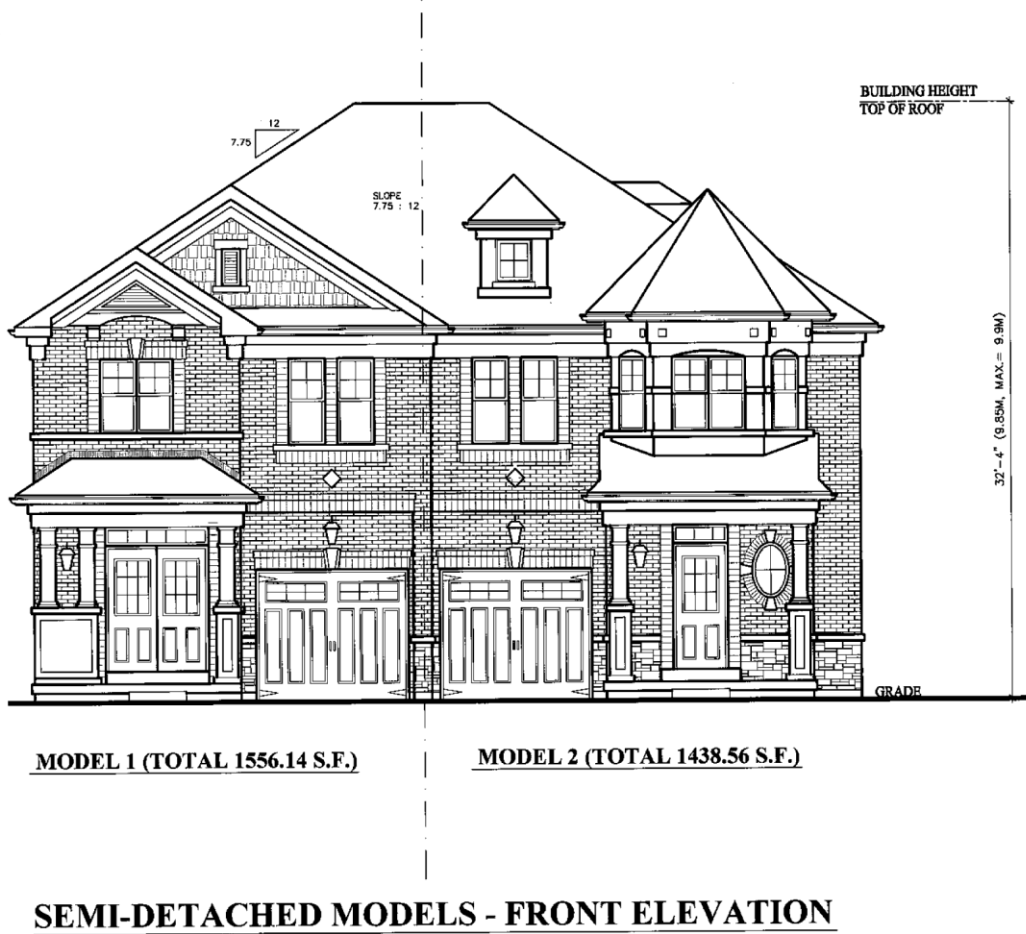 BUILDING HEIGHT
TOP OF ROOF
12
7.75
SLOPE
7.75 : 12
32'-4" (9.85M, MAX.= 9.9M)
GRADE
MODEL 1 (TOTAL 1556.14 S.F.)
MODEL 2 (TOTAL 1438.56 S.F.)
SEMI-DETACHED MODELS - FRONT ELEVATION